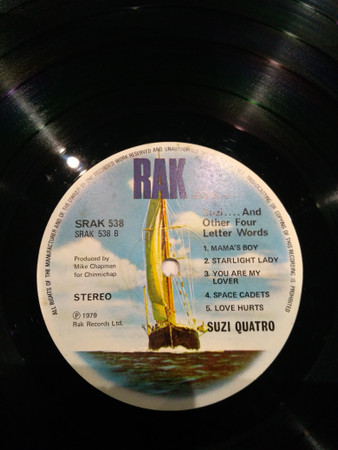 ALL RIGHTS OF THE MANUFACTURER AND OF THE OWNER OF THE RECORDED WORK RESERVED AND UNAUTHORISED
COPYING OF THIS RECORDING IS PROHIBITED
RAK
SRAK 538
SRAK 538 B
Produced by
Mike Chapman
for Chinnichap
STEREO
Ⓟ 1979
Rak Records Ltd.
Suzi.....And
Other Four
Letter Words
1. MAMA'S BOY
2. STARLIGHT LADY
3. YOU ARE MY
LOVER
4. SPACE CADETS
5. LOVE HURTS
SUZI QUATRO